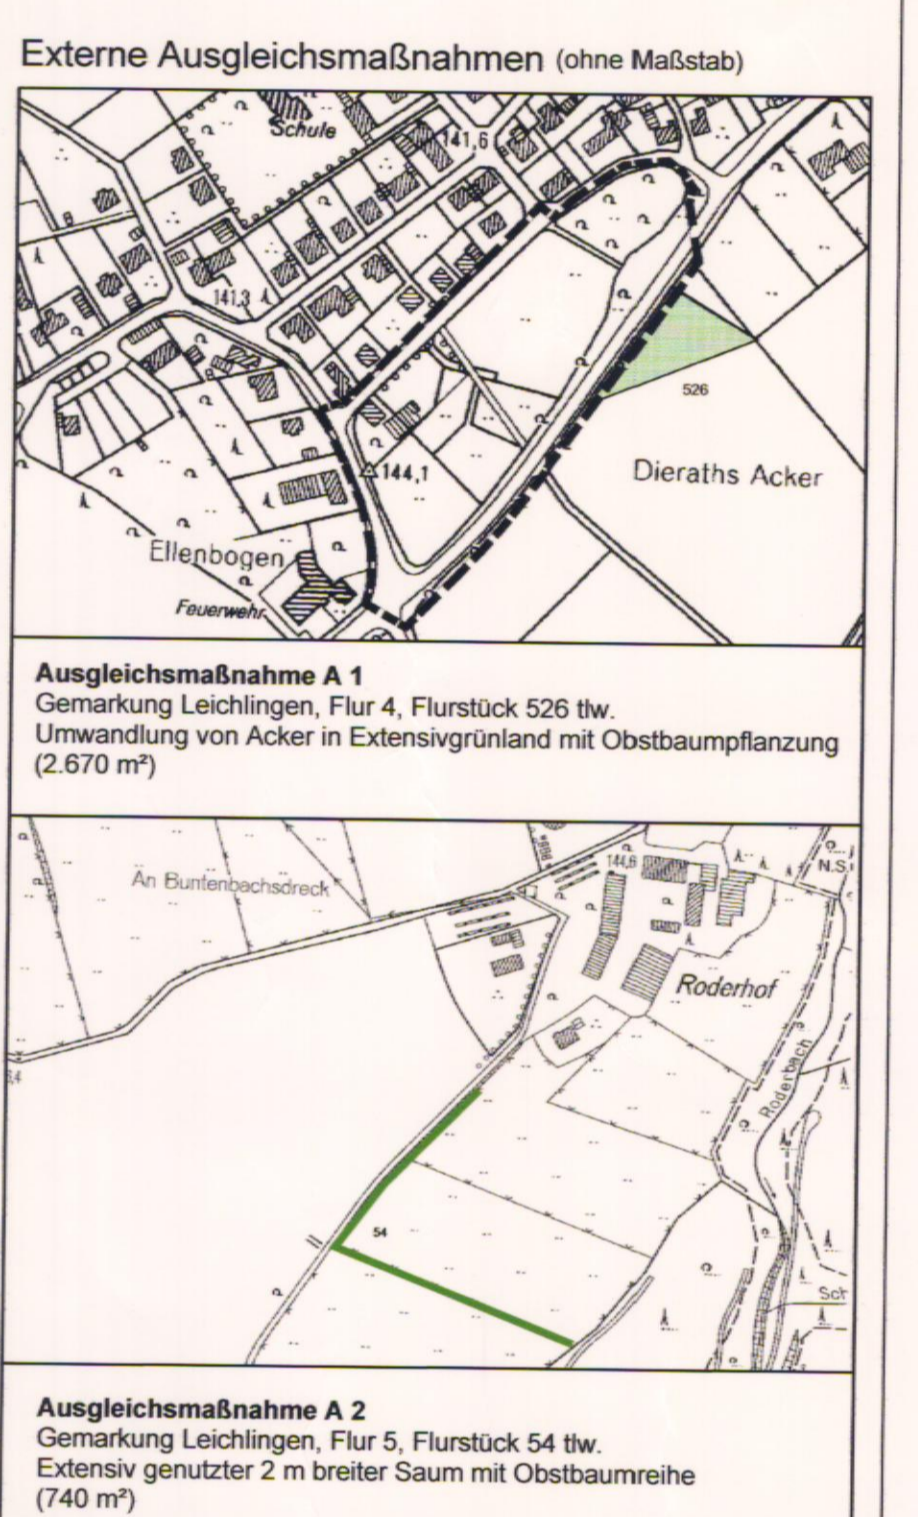 Externe Ausgleichsmaßnahmen (ohne Maßstab)
Schule
141,6
141,3
526
144,1
Dieraths Acker
Ellenbogen
Feuerwehr
Ausgleichsmaßnahme A 1
Gemarkung Leichlingen, Flur 4, Flurstück 526 tlw.
Umwandlung von Acker in Extensivgrünland mit Obstbaumpflanzung
(2.670 m²)
144,6
N.S.
An Buntenbachsdreck
Roderhof
Roderbach
54
Ausgleichsmaßnahme A 2
Gemarkung Leichlingen, Flur 5, Flurstück 54 tlw.
Extensiv genutzter 2 m breiter Saum mit Obstbaumreihe
(740 m²)